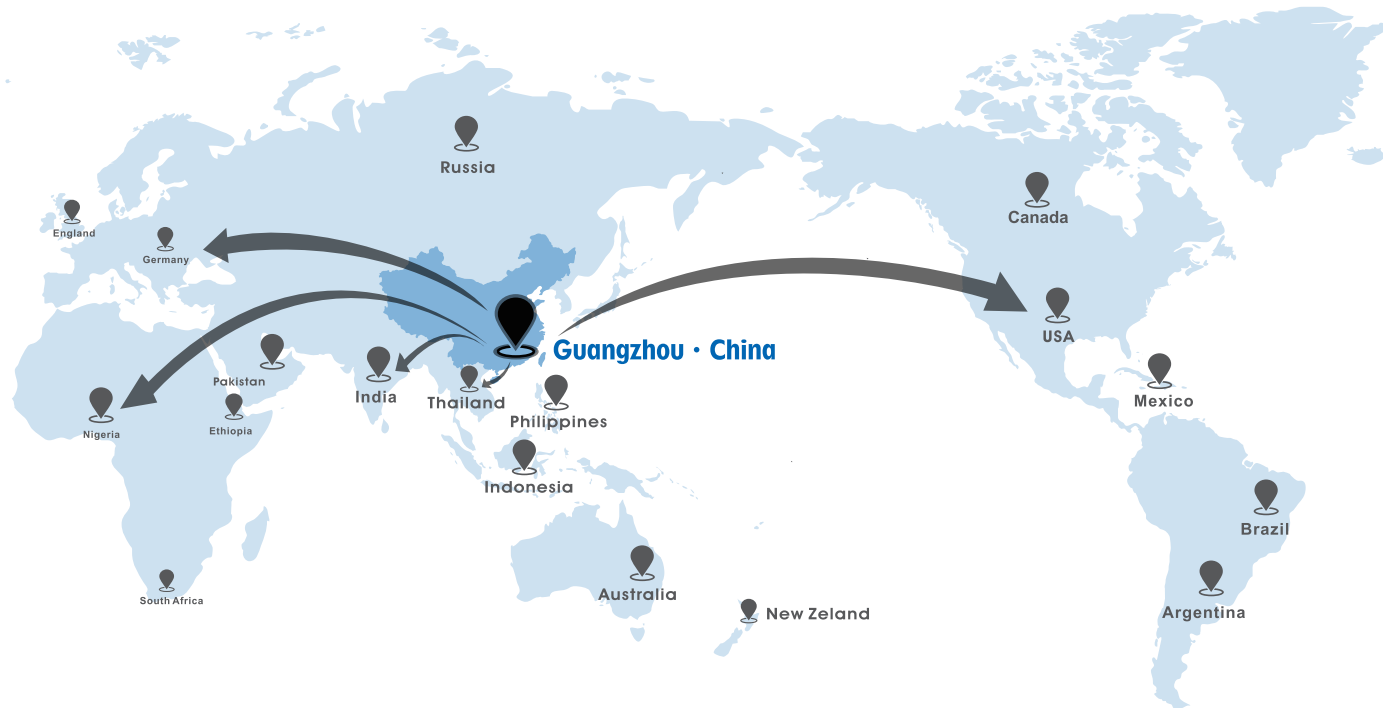 Russia
England
Canada
Germany
USA
Guangzhou · China
Pakistan
India
Thailand
Mexico
Philippines
Nigeria
Ethiopia
Indonesia
Brazil
Australia
South Africa
New Zeland
Argentina